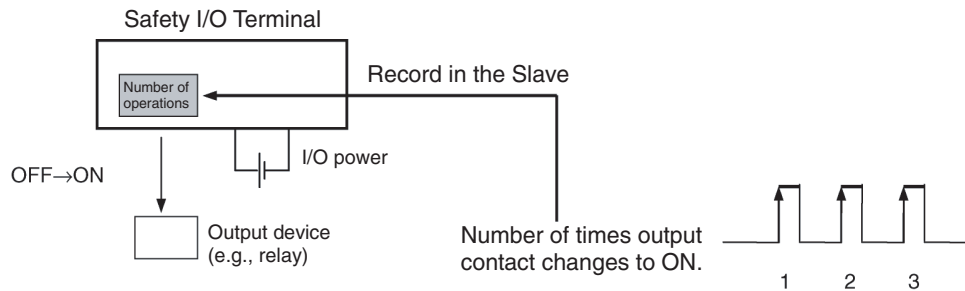 Safety I/O Terminal
Number of
operations
Record in the Slave
I/O power
OFF→ON
Output device
(e.g., relay)
Number of times output
contact changes to ON.
1 2 3